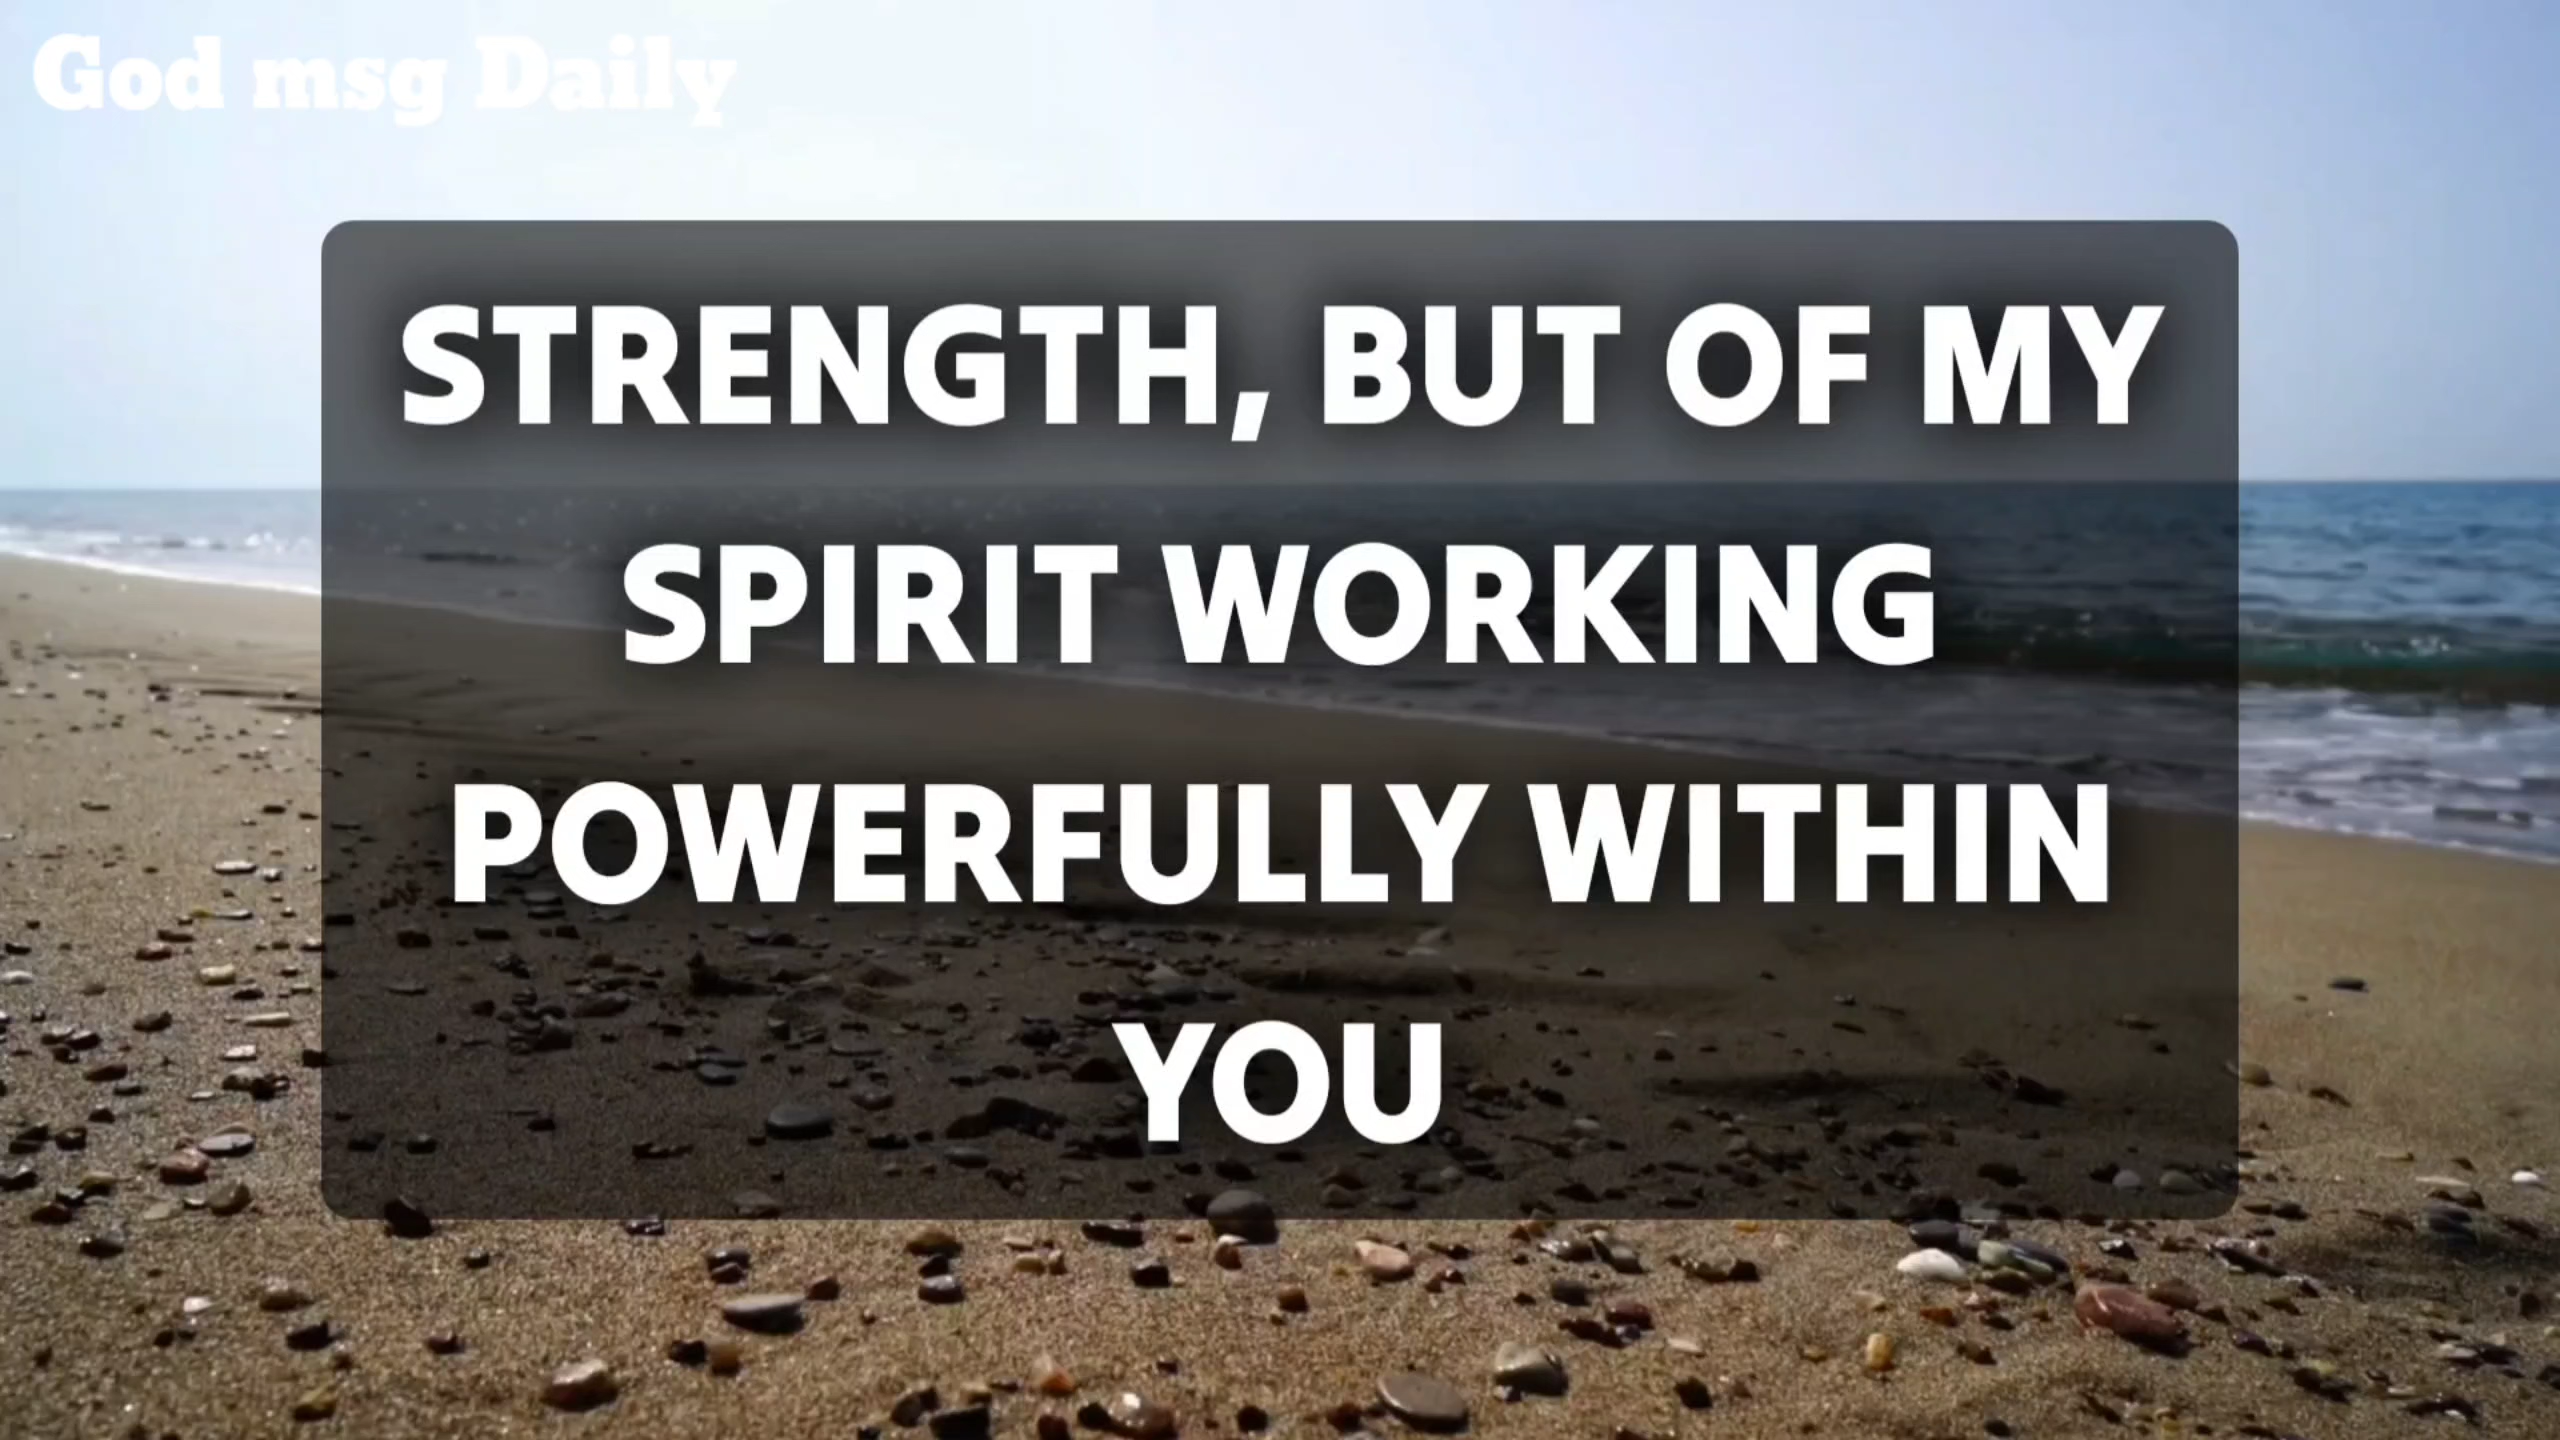 God msg Daily
STRENGTH, BUT OF MY
SPIRIT WORKING
POWERFULLY WITHIN
YOU